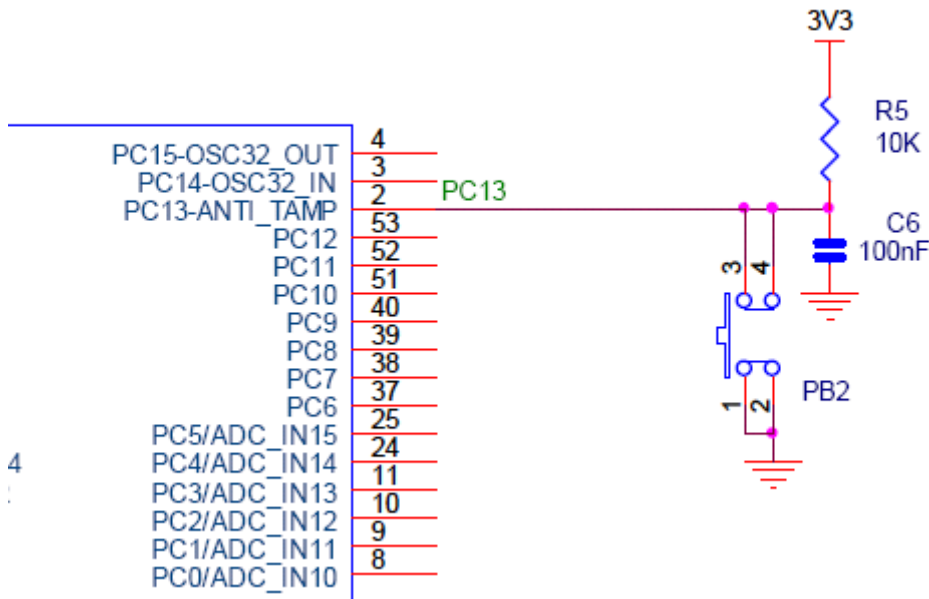 3V3
R5
10K
PC15-OSC32_OUT 4
PC14-OSC32_IN 3
PC13-ANTI_TAMP 2 PC13
PC12 53
PC11 52
PC10 51
PC9 40
PC8 39
PC7 38
PC6 37
PC5/ADC_IN15 25
PC4/ADC_IN14 24
PC3/ADC_IN13 11
PC2/ADC_IN12 10
PC1/ADC_IN11 9
PC0/ADC_IN10 8
C6
100nF
3 4
1 2
PB2
4